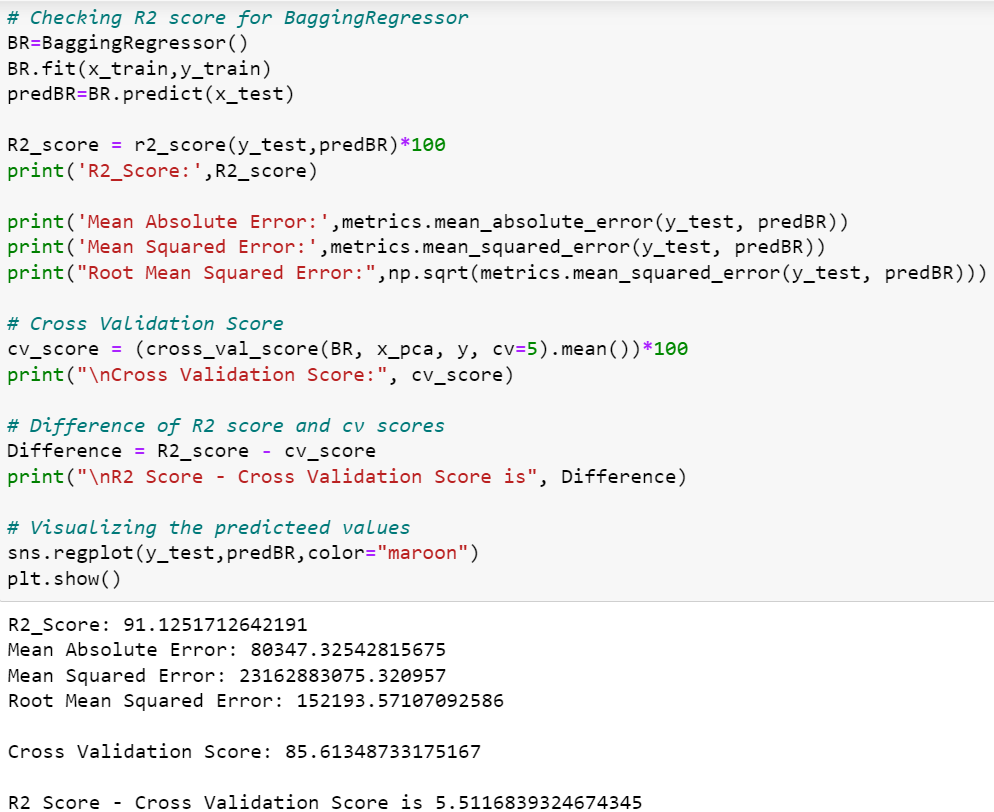 # Checking R2 score for BaggingRegressor
BR=BaggingRegressor()
BR.fit(x_train,y_train)
predBR=BR.predict(x_test)
R2_score = r2_score(y_test,predBR)*100
print('R2_Score:',R2_score)
print('Mean Absolute Error:',metrics.mean_absolute_error(y_test, predBR))
print('Mean Squared Error:',metrics.mean_squared_error(y_test, predBR))
print("Root Mean Squared Error:",np.sqrt(metrics.mean_squared_error(y_test, predBR)))
# Cross Validation Score
cv_score = (cross_val_score(BR, x_pca, y, cv=5).mean())*100
print("\nCross Validation Score:", cv_score)
# Difference of R2 score and cv scores
Difference = R2_score - cv_score
print("\nR2 Score - Cross Validation Score is", Difference)
# Visualizing the predicteed values
sns.regplot(y_test,predBR,color="maroon")
plt.show()
R2_Score: 91.1251712642191
Mean Absolute Error: 80347.32542815675
Mean Squared Error: 23162883075.320957
Root Mean Squared Error: 152193.57107092586
Cross Validation Score: 85.61348733175167
R2 Score - Cross Validation Score is 5.5116839324674345